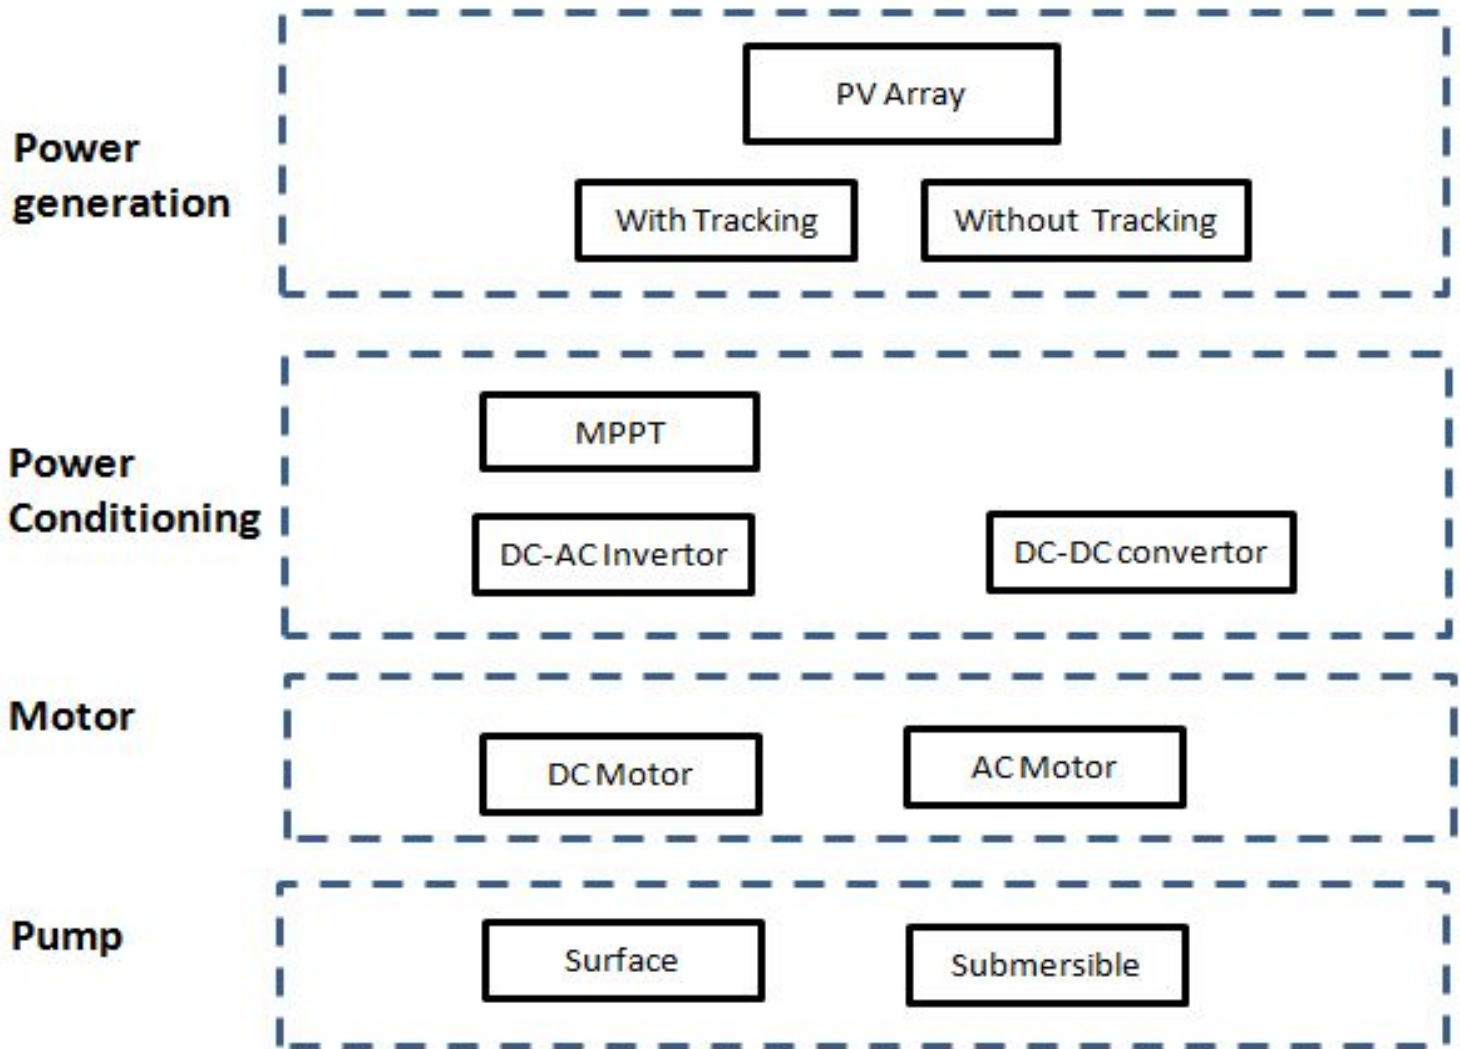 PV Array
Power
generation
With Tracking
Without Tracking
MPPT
Power
Conditioning
DC-AC Invertor
DC-DC convertor
Motor
DC Motor
AC Motor
Pump
Surface
Submersible